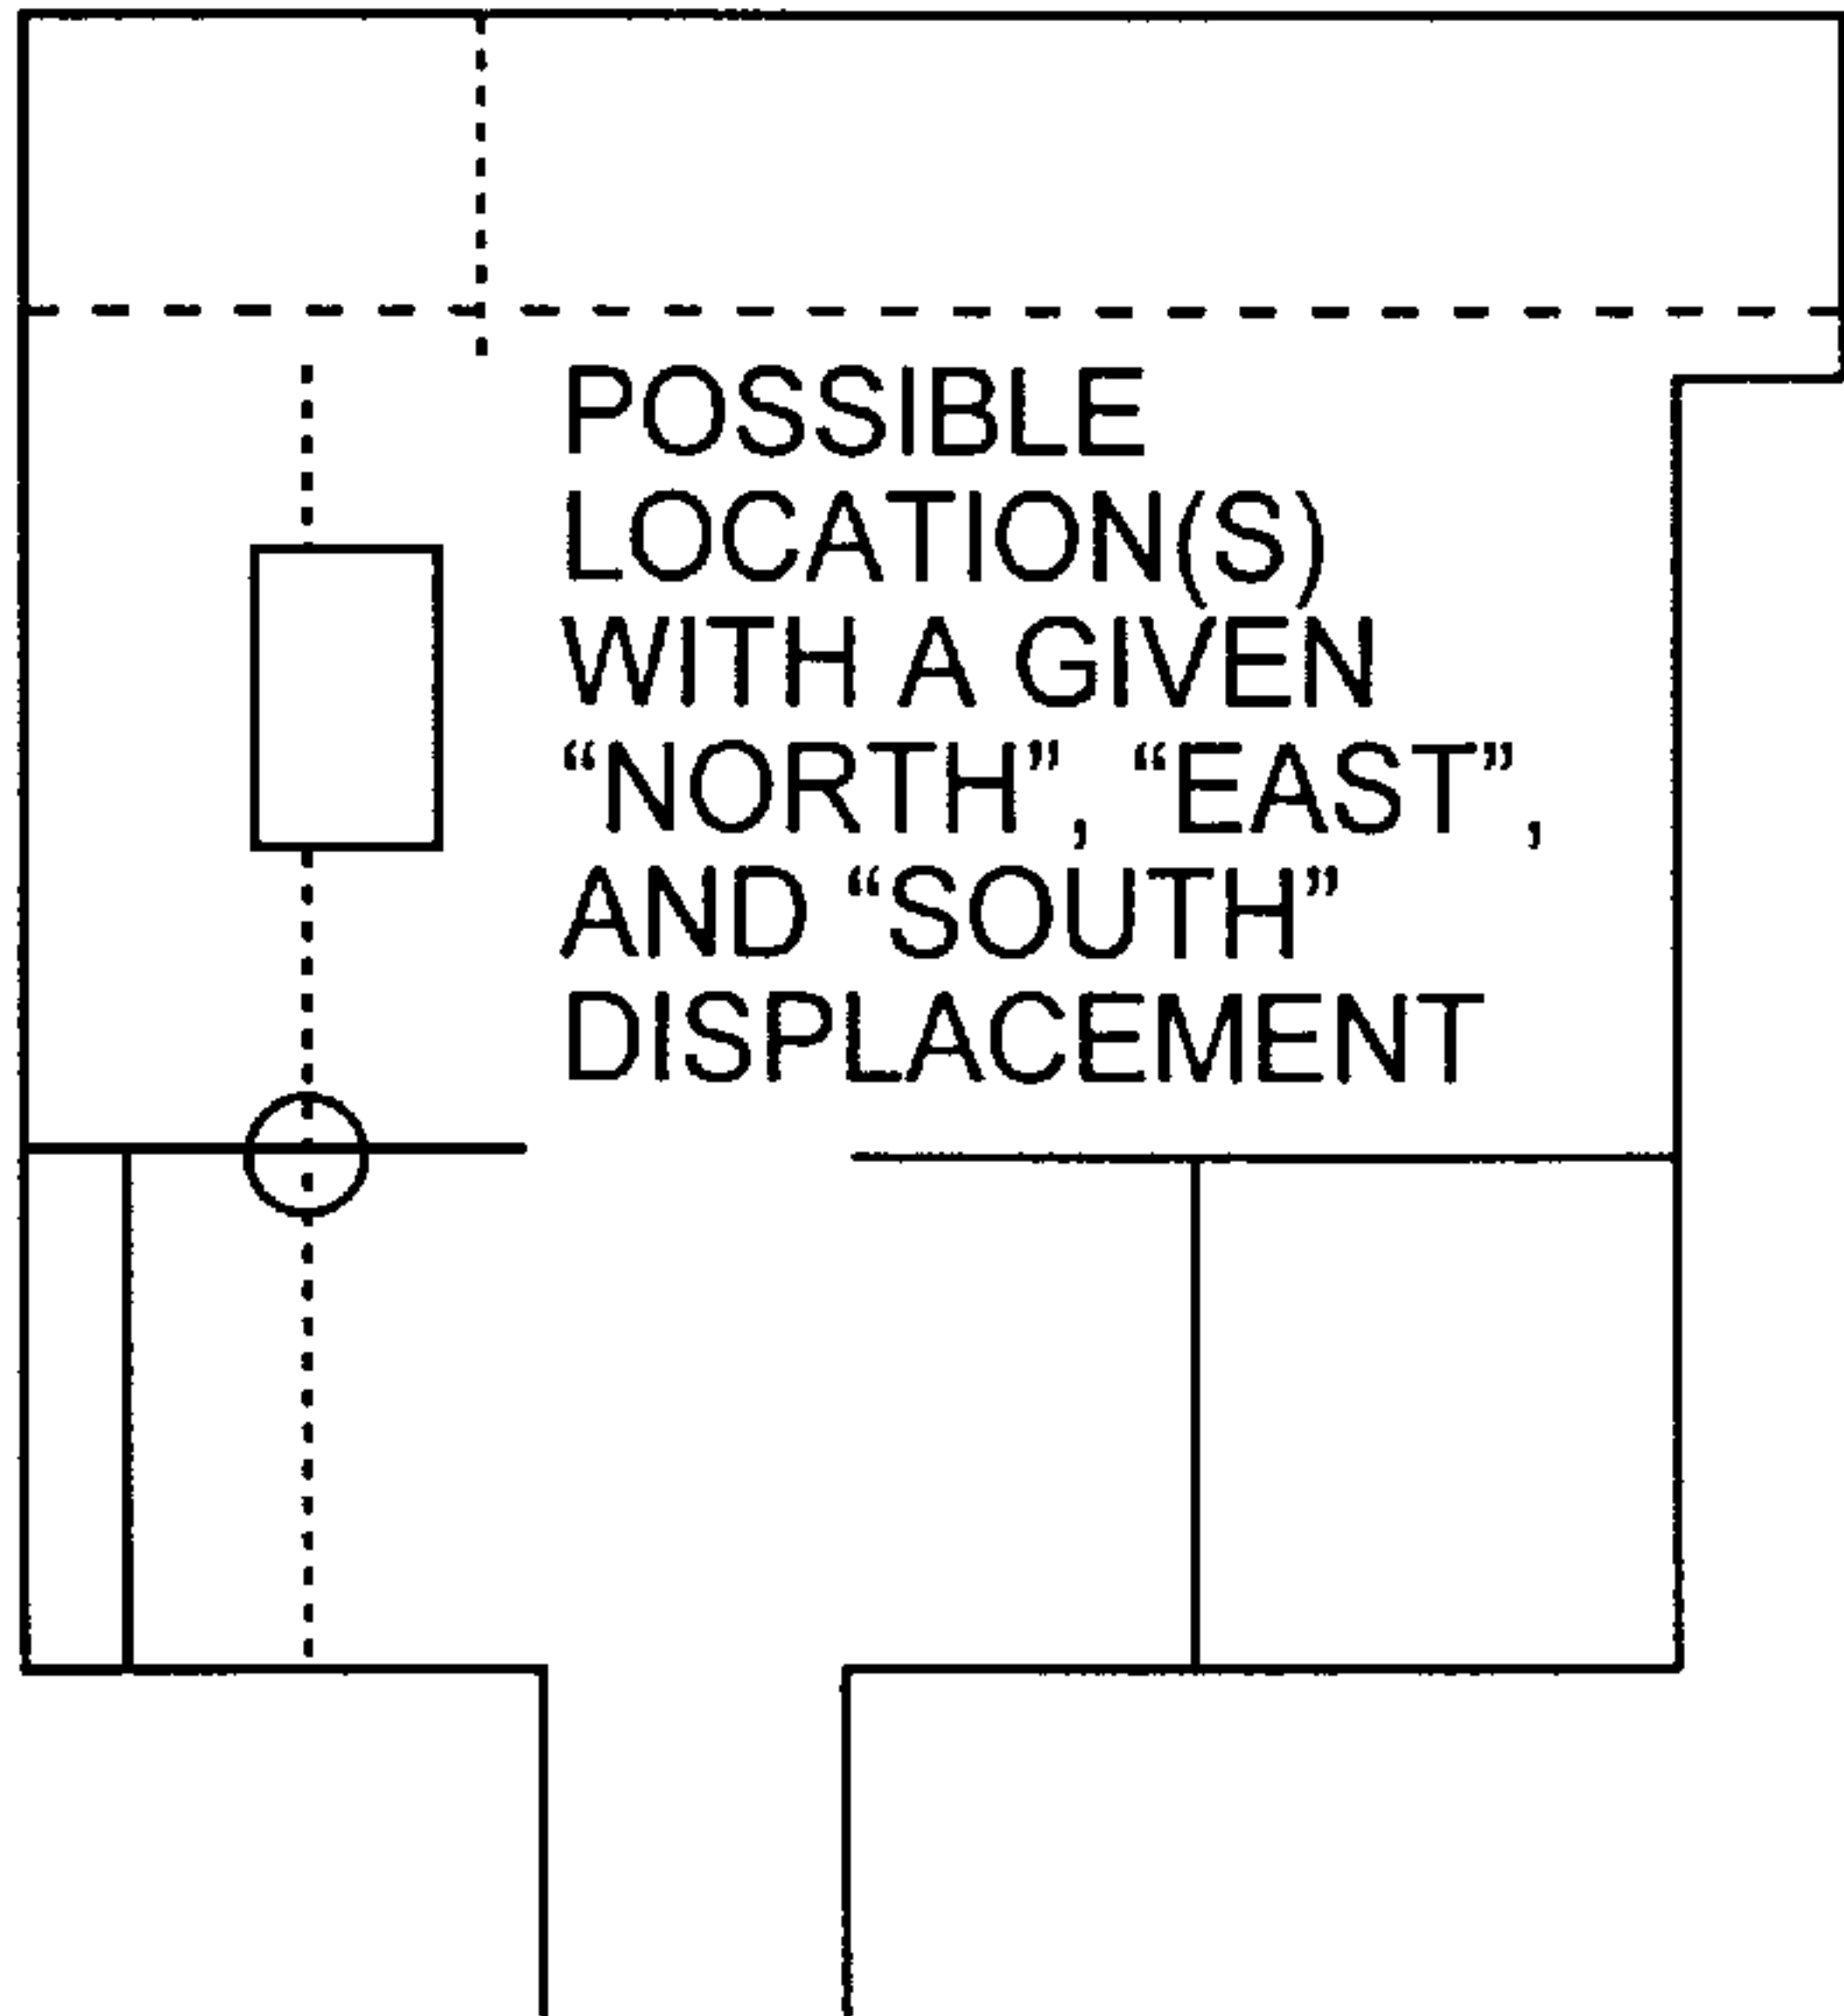 POSSIBLE
LOCATION(S)
WITH A GIVEN
“NORTH”, “EAST”,
AND “SOUTH”
DISPLACEMENT